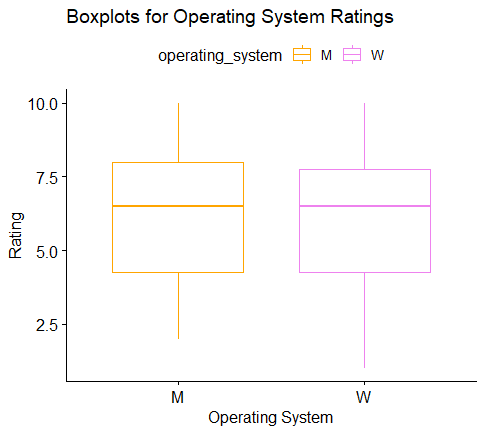 Boxplots for Operating System Ratings
operating_system M W
10.0
7.5
5.0
2.5
Rating
M W
Operating System